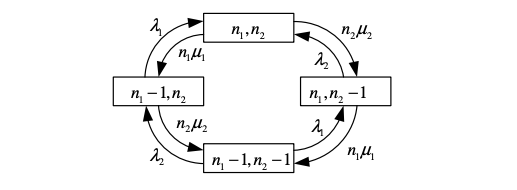 λ₁
n₁, n₂
n₂μ₂
n₁μ₁
λ₂
n₁ − 1, n₂
n₁, n₂ − 1
n₂μ₂
λ₁
λ₂
n₁ − 1, n₂ − 1
n₁μ₁